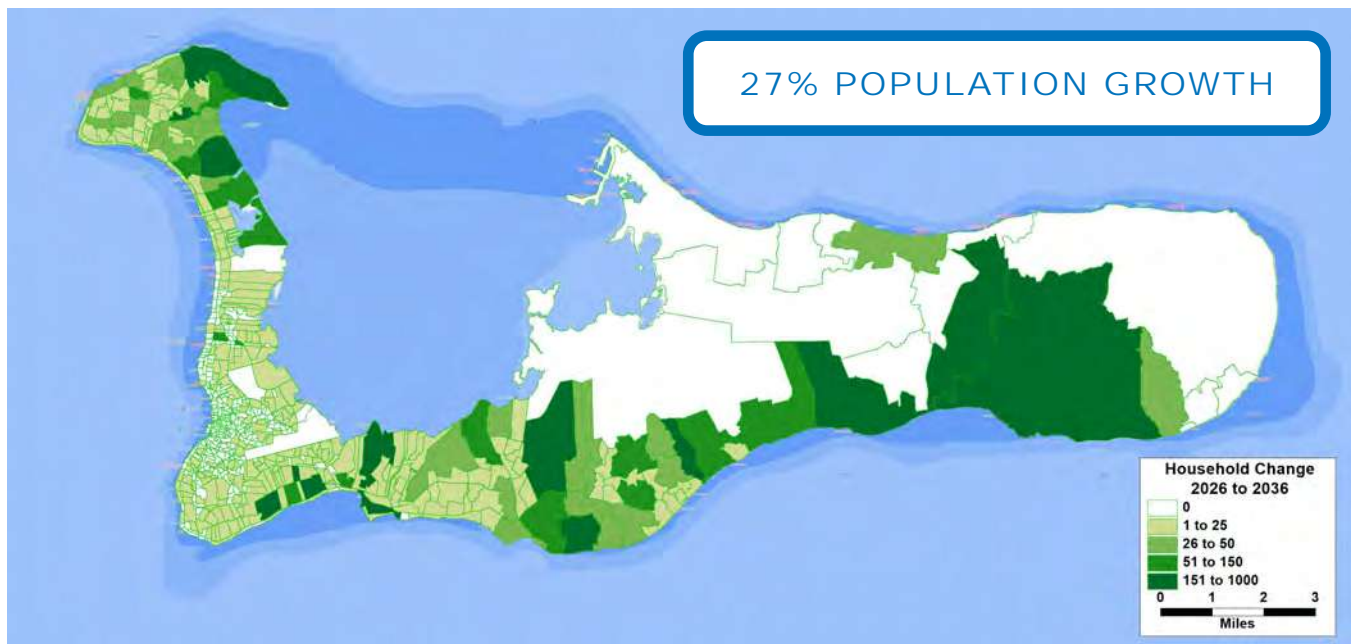 27% POPULATION GROWTH
Household Change
2026 to 2036
0
1 to 25
26 to 50
51 to 150
151 to 1000
0 1 2 3
Miles